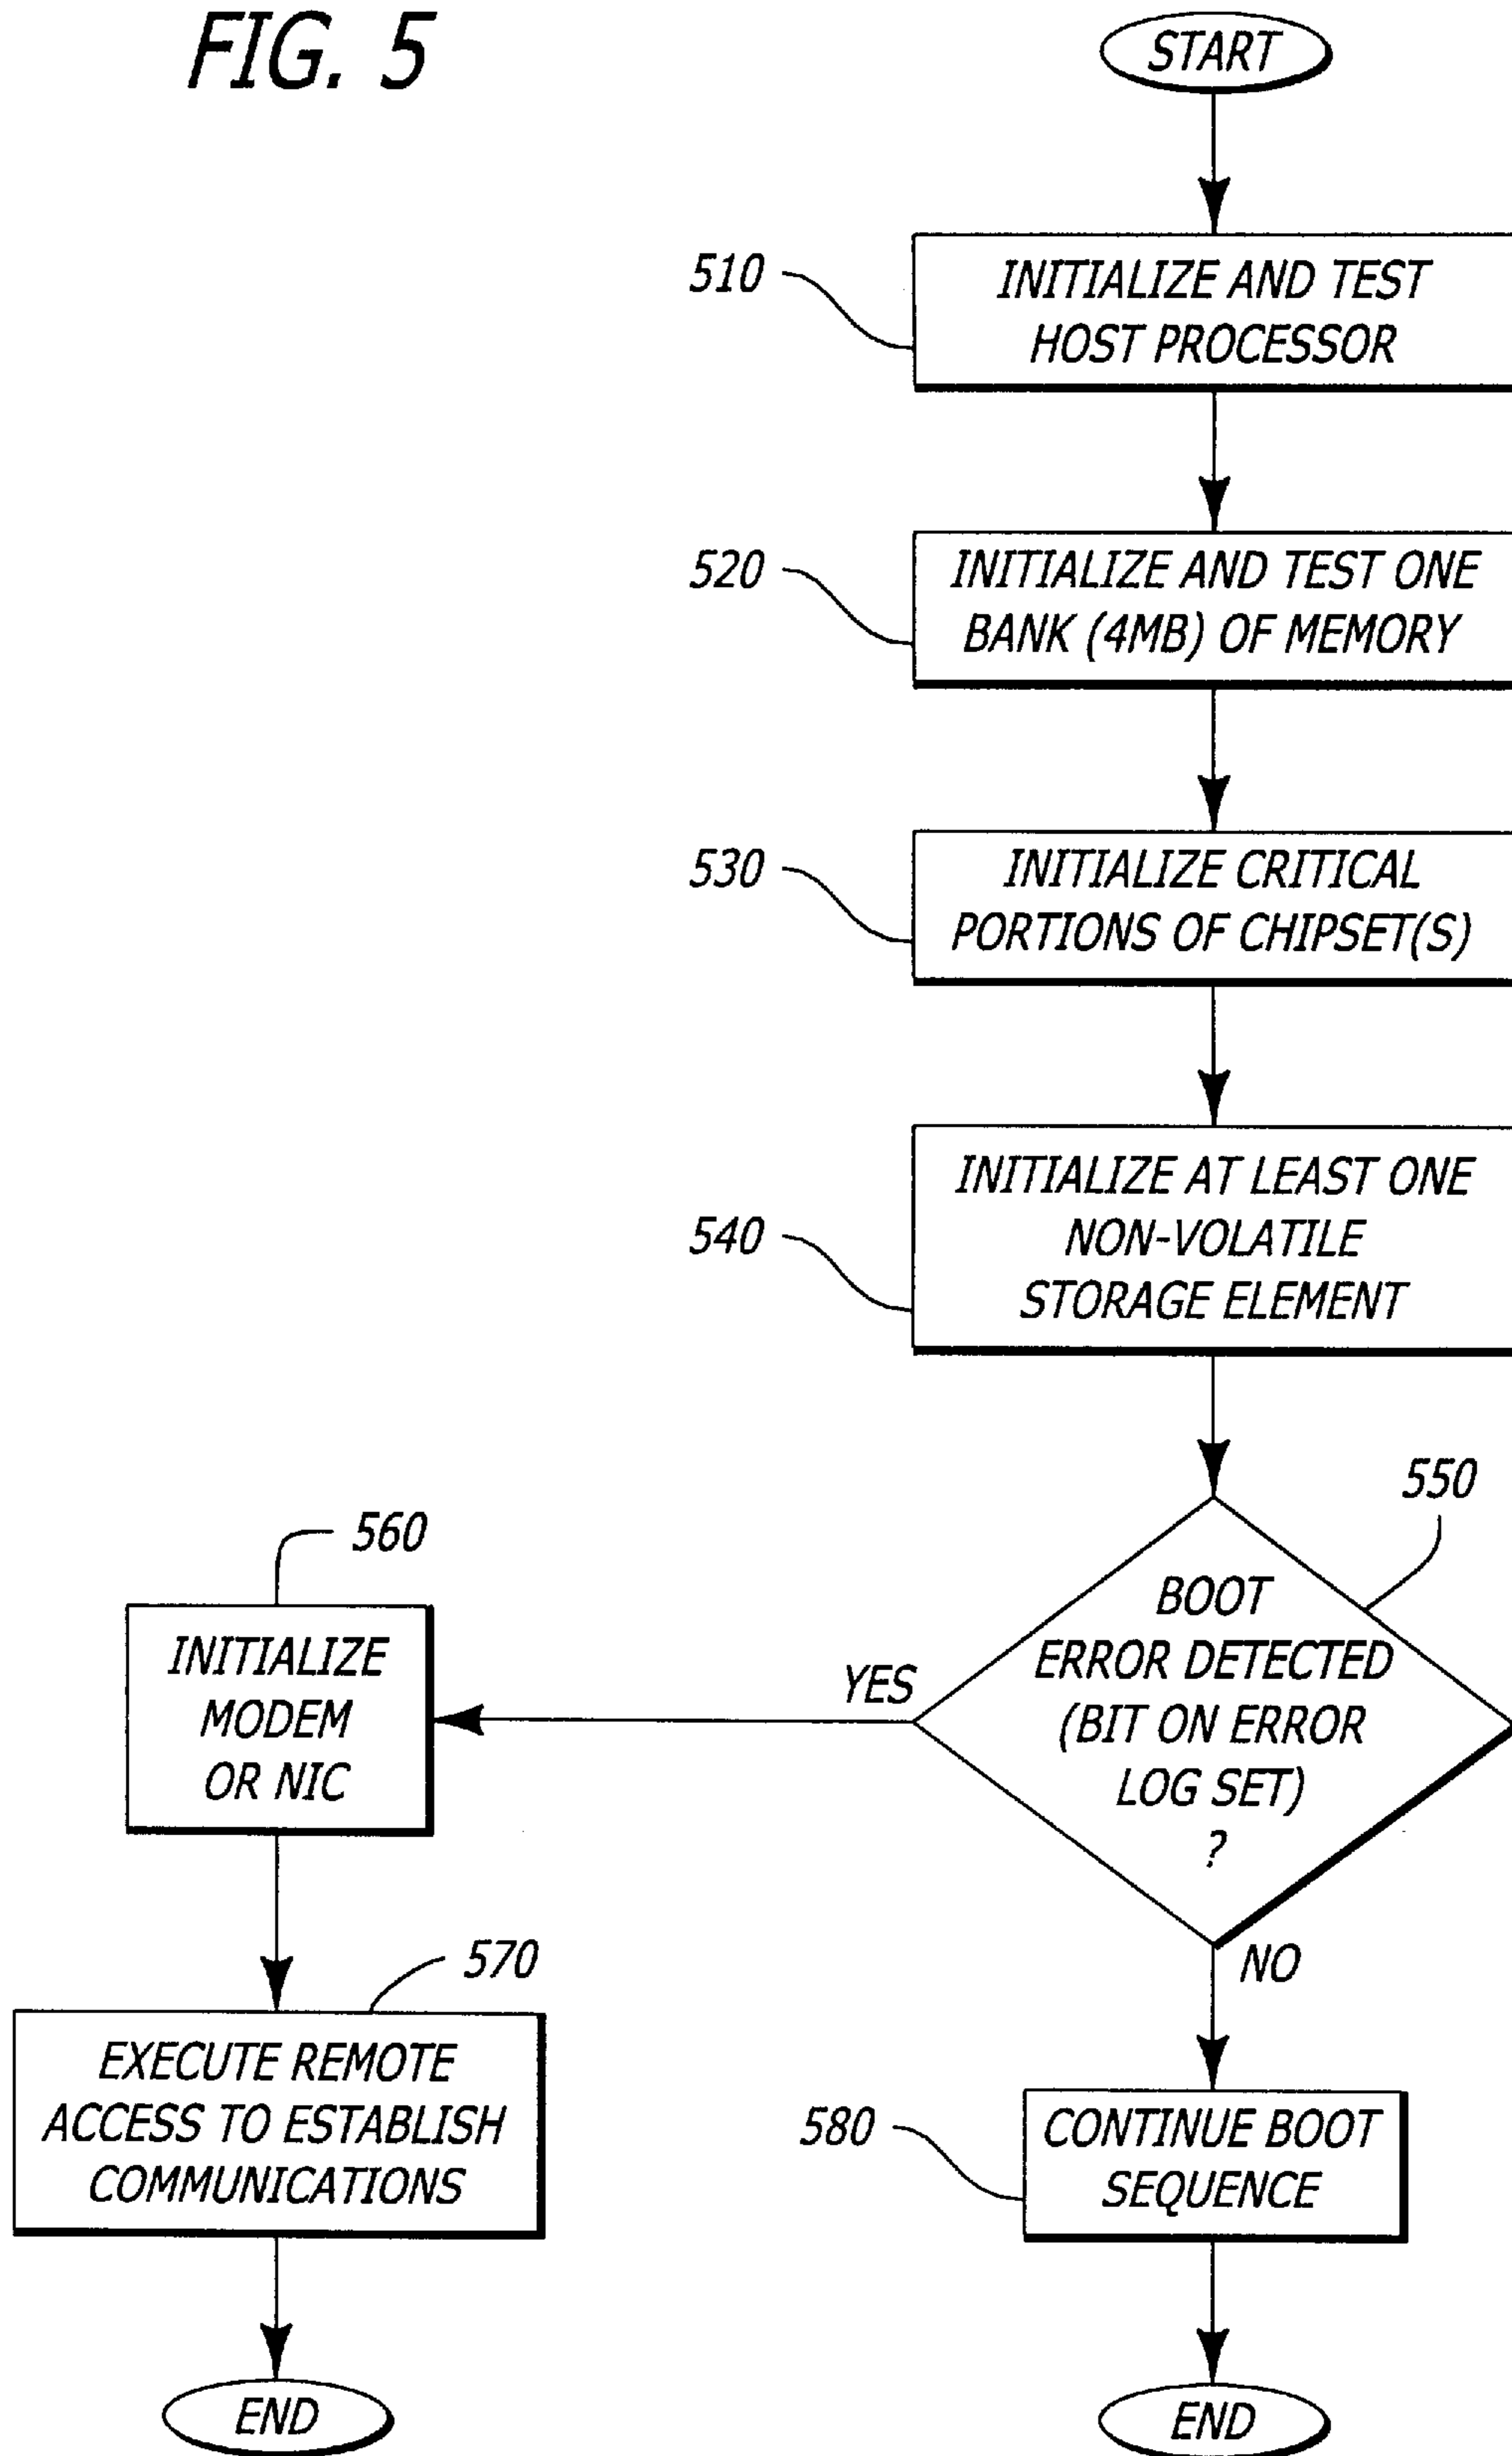 FIG. 5
START
510
INITIALIZE AND TEST
HOST PROCESSOR
520
INITIALIZE AND TEST ONE
BANK (4MB) OF MEMORY
530
INITIALIZE CRITICAL
PORTIONS OF CHIPSET(S)
540
INITIALIZE AT LEAST ONE
NON-VOLATILE
STORAGE ELEMENT
550
BOOT
ERROR DETECTED
(BIT ON ERROR
LOG SET)
?
YES
NO
560
INITIALIZE
MODEM
OR NIC
570
EXECUTE REMOTE
ACCESS TO ESTABLISH
COMMUNICATIONS
END
580
CONTINUE BOOT
SEQUENCE
END